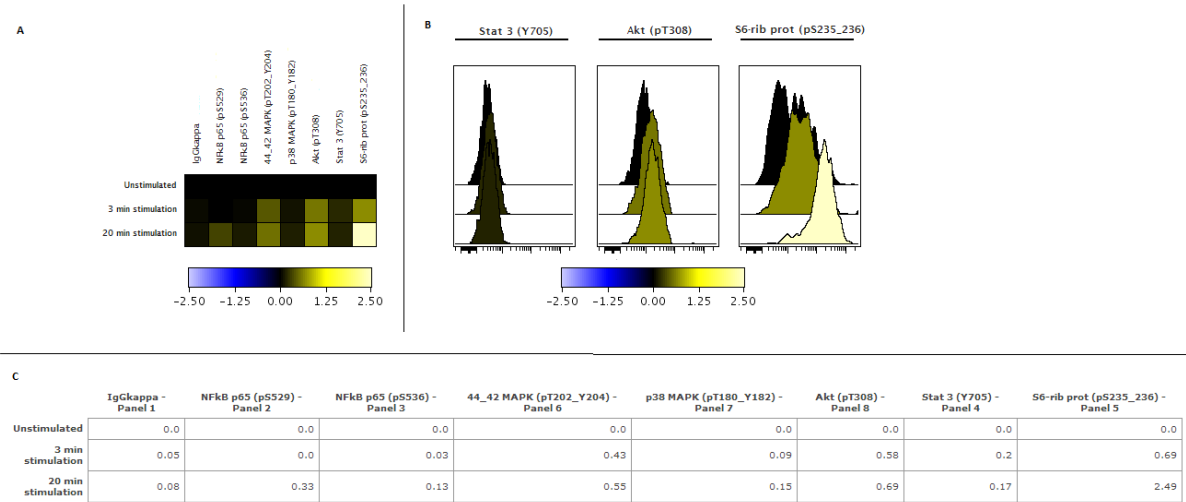 A
IgGkappa
NFkB p65 (pS529)
NFkB p65 (pS536)
44_42 MAPK (pT202_Y204)
p38 MAPK (pT180_Y182)
Akt (pT308)
Stat 3 (Y705)
S6-rib prot (pS235_236)
Unstimulated
3 min stimulation
20 min stimulation
-2.50 -1.25 0.00 1.25 2.50
B
Stat 3 (Y705) Akt (pT308) S6-rib prot (pS235_236)
-2.50 -1.25 0.00 1.25 2.50
C
IgGkappa - NFkB p65 (pS529) - NFkB p65 (pS536) - 44_42 MAPK (pT202_Y204) - p38 MAPK (pT180_Y182) - Akt (pT308) - Stat 3 (Y705) - S6-rib prot (pS235_236) -
Panel 1 Panel 2 Panel 3 Panel 6 Panel 7 Panel 8 Panel 4 Panel 5
Unstimulated 0.0 0.0 0.0 0.0 0.0 0.0 0.0 0.0
3 min
stimulation 0.05 0.0 0.03 0.43 0.09 0.58 0.2 0.69
20 min
stimulation 0.08 0.33 0.13 0.55 0.15 0.69 0.17 2.49